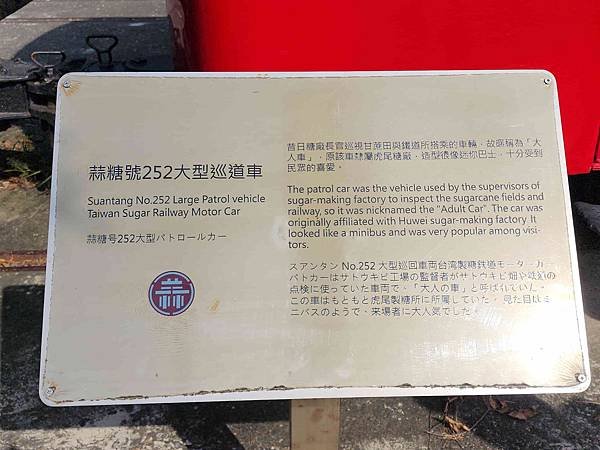 蒜糖號252大型巡道車
Suantang No.252 Large Patrol vehicle
Taiwan Sugar Railway Motor Car
蒜糖号252大型パトロールカー
昔日糖廠長官巡視甘蔗田與鐵道所搭乘的車輛，故暱稱為「大
人車」，原該車隸屬虎尾糖廠，造型很像迷你巴士，十分受到
民眾的喜愛。
The patrol car was the vehicle used by the supervisors of
sugar-making factory to inspect the sugarcane fields and
railway, so it was nicknamed the "Adult Car". The car was
originally affiliated with Huwei sugar-making factory. It
looked like a minibus and was very popular among visi-
tors.
スアンタン No.252 大型巡回車両台湾製糖鉄道モーターカー
パトカーはサトウキビ工場の監督者がサトウキビ畑や鉄道の
点検に使っていた車両で、「大人の車」と呼ばれていた。
この車はもともと虎尾製糖所に所属していた。見た目はミ
ニバスのようで、来場者に大人気でした。